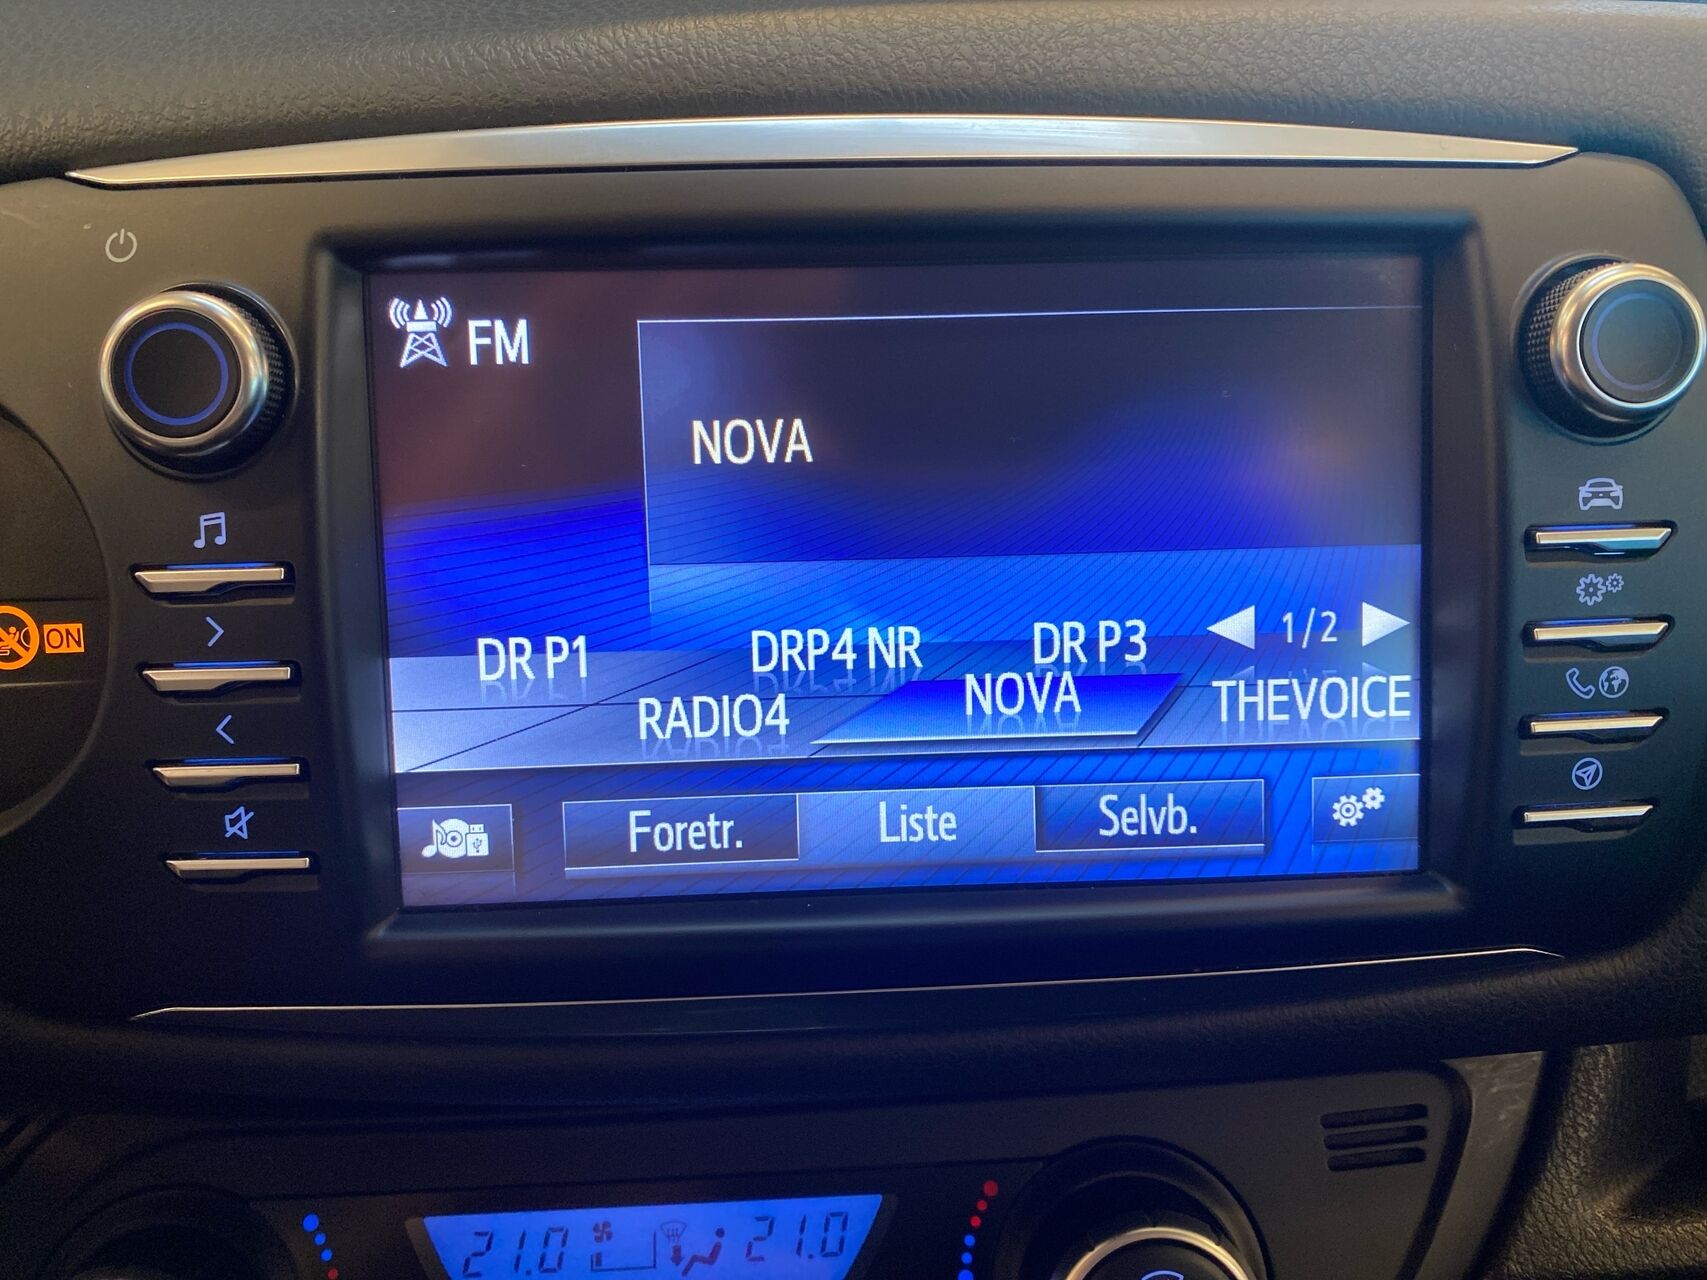 FM
NOVA
DR P1 DRP4 NR DR P3 1/2
RADIO4 NOVA THEVOICE
Foretr. Liste Selvb.
ON
21.0 21.0